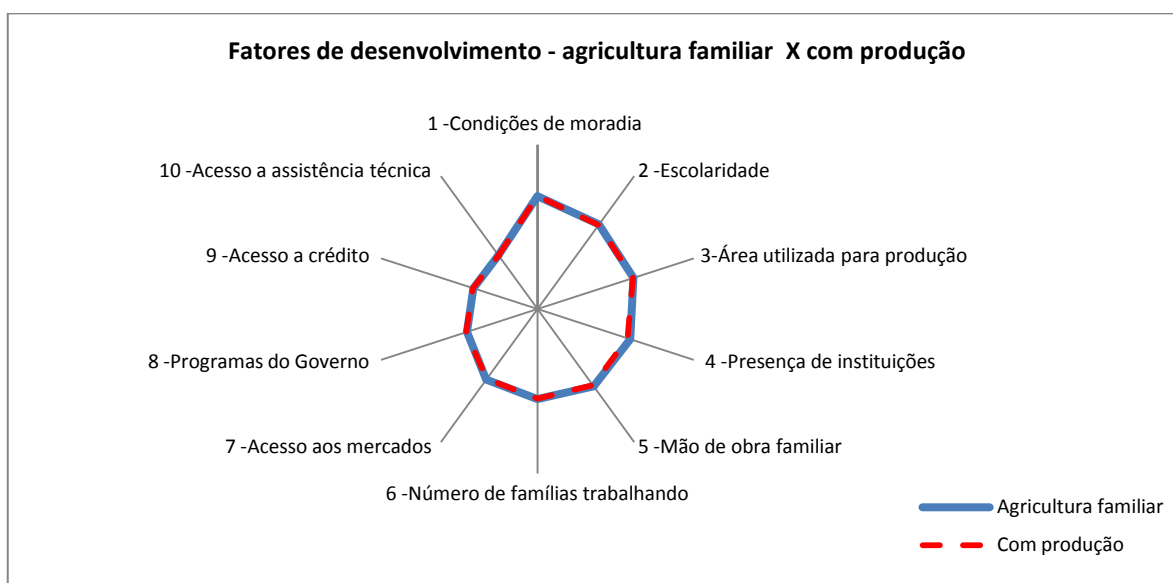 Fatores de desenvolvimento - agricultura familiar X com produção
1 -Condições de moradia
10 -Acesso a assistência técnica
2 -Escolaridade
9 -Acesso a crédito
3-Área utilizada para produção
8 -Programas do Governo
4 -Presença de instituições
7 -Acesso aos mercados
5 -Mão de obra familiar
6 -Número de famílias trabalhando
Agricultura familiar
Com produção